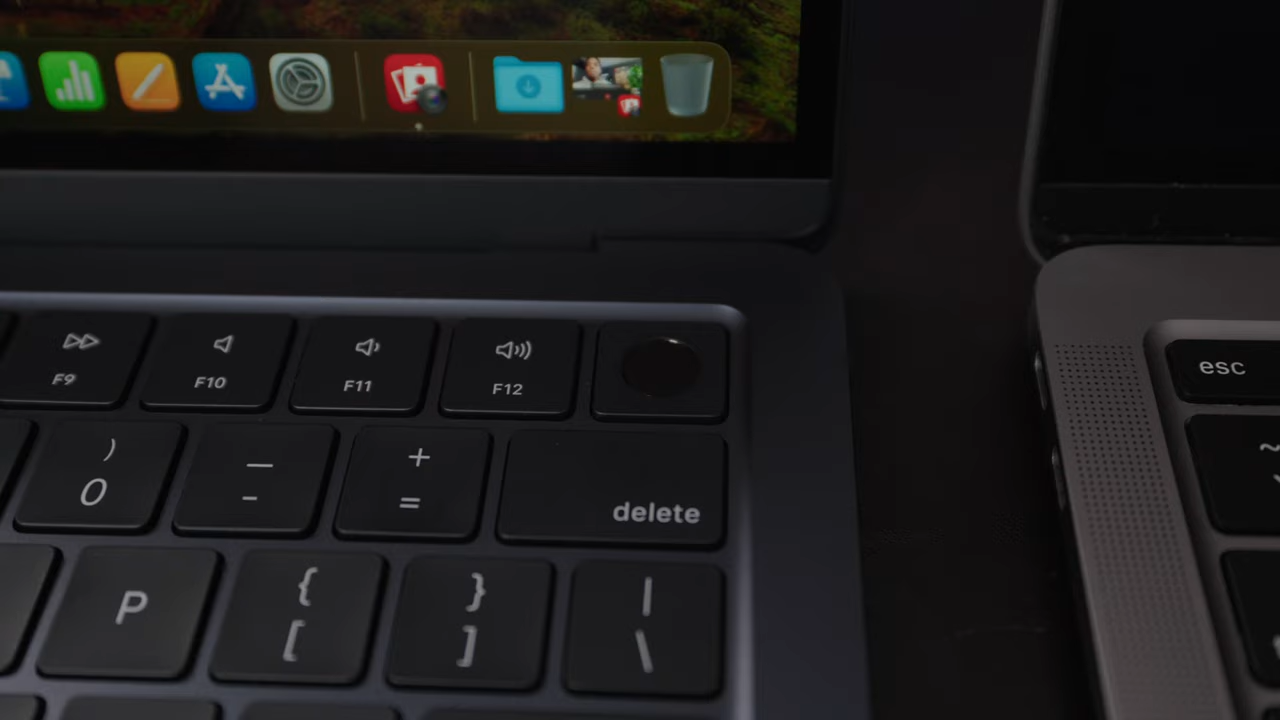 F9 F10 F11 F12
esc
) — + ~
0 - = delete
P { } |
[ ] \